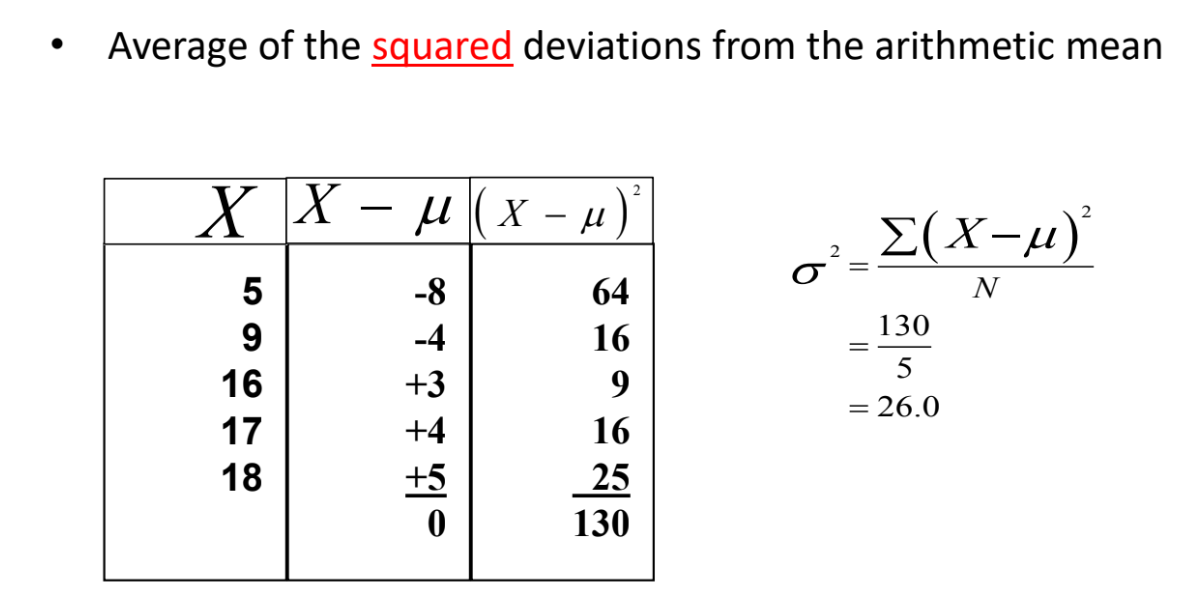 • Average of the squared deviations from the arithmetic mean
X X − μ (X − μ)²
5 -8 64
9 -4 16
16 +3 9
17 +4 16
18 +5 25
0 130
σ² = Σ(X−μ)² / N
= 130 / 5
= 26.0